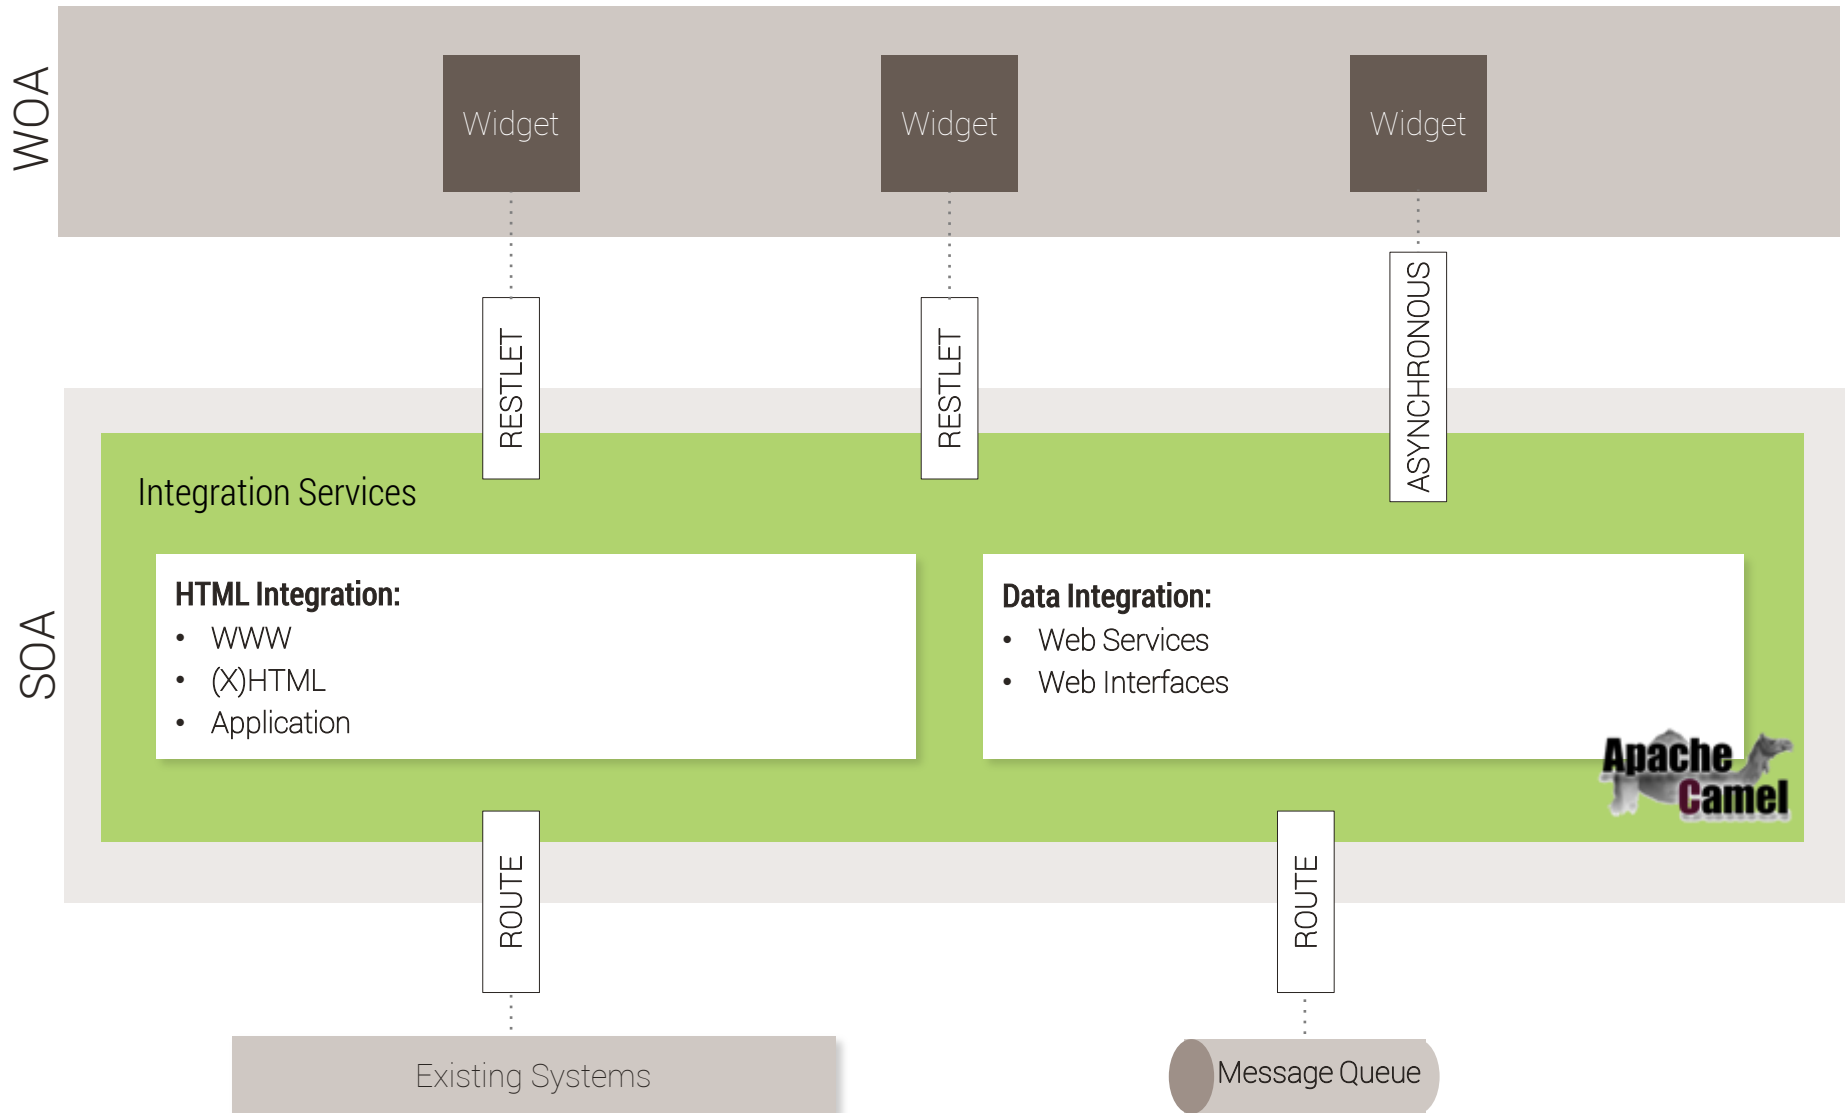 WOA
Widget
Widget
Widget
RESTLET
RESTLET
ASYNCHRONOUS
SOA
Integration Services
HTML Integration:
• WWW
• (X)HTML
• Application
Data Integration:
• Web Services
• Web Interfaces
Apache
Camel
ROUTE
ROUTE
Existing Systems
Message Queue